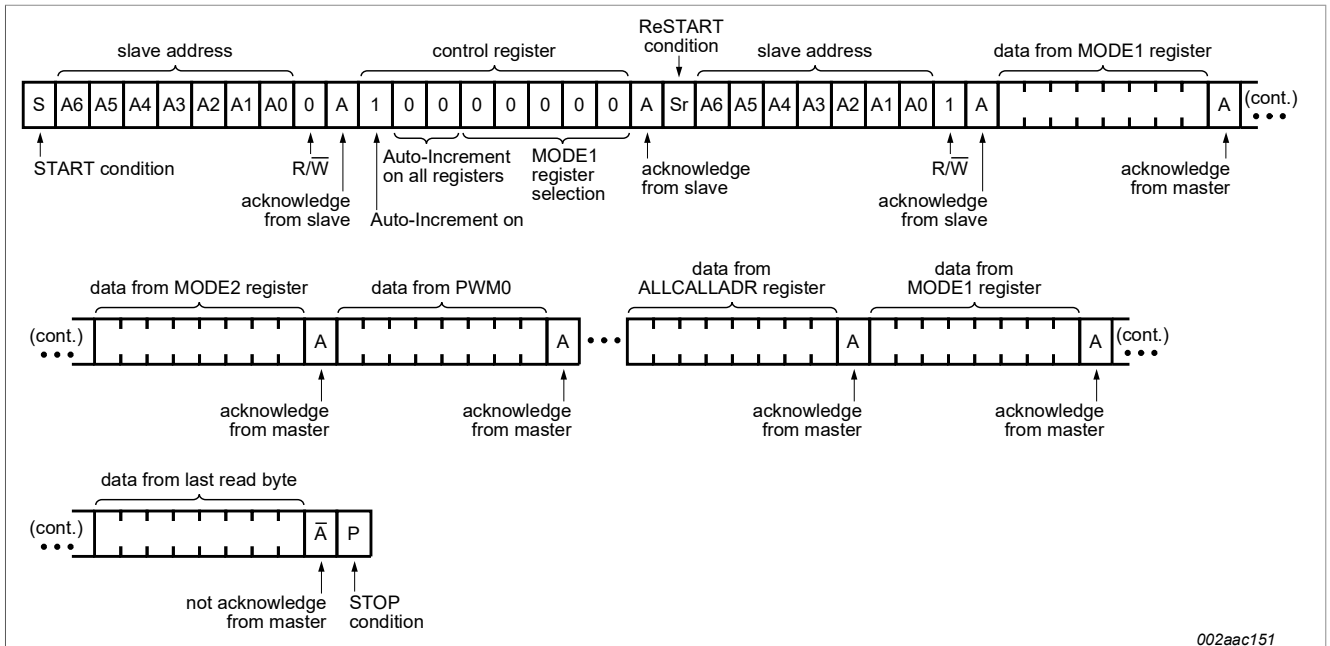 ReSTART
condition
slave address
control register
slave address
data from MODE1 register
S A6 A5 A4 A3 A2 A1 A0 0 A 1 0 0 0 0 0 0 0 A Sr A6 A5 A4 A3 A2 A1 A0 1 A A (cont.)
START condition
R/W̅
acknowledge
from slave
Auto-Increment
on all registers
Auto-Increment on
MODE1
register
selection
acknowledge
from slave
R/W̅
acknowledge
from slave
acknowledge
from master
data from MODE2 register
data from PWM0
data from
ALLCALLADR register
data from
MODE1 register
(cont.) A A A A (cont.)
acknowledge
from master
acknowledge
from master
acknowledge
from master
acknowledge
from master
data from last read byte
(cont.) A̅ P
not acknowledge
from master
STOP
condition
002aac151